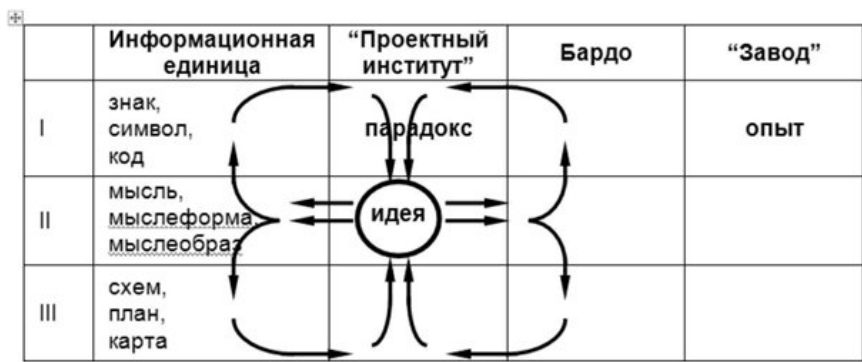 Информационная единица
"Проектный институт"
Бардо
"Завод"
I
знак,
символ,
код
парадокс
опыт
II
мысль,
мыслеформа,
мыслеобраз
идея
III
схем,
план,
карта